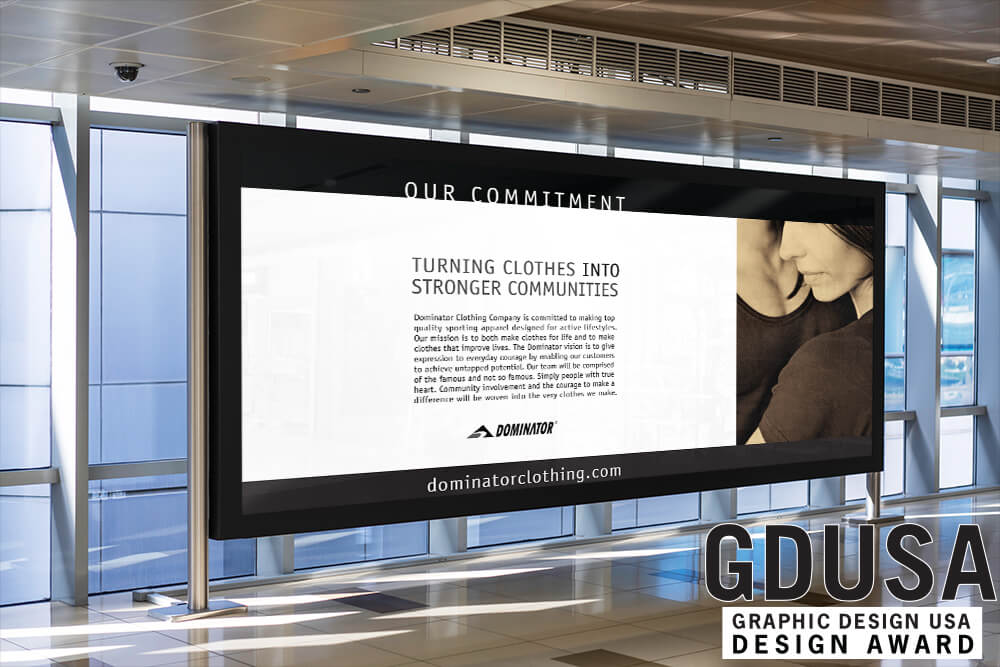 OUR COMMITMENT
TURNING CLOTHES INTO
STRONGER COMMUNITIES
Dominator Clothing Company is committed to making top
quality sporting apparel designed for active lifestyles.
Our mission is to both make clothes for life and to make
clothes that improve lives. The Dominator vision is to give
expression to everyday courage by enabling our customers
to achieve untapped potential. Our team will be comprised
of the famous and not so famous. Simply people with true
heart. Community involvement and the courage to make a
difference will be woven into the very clothes we make.
DOMINATOR®
dominatorclothing.com
GDUSA
GRAPHIC DESIGN USA
DESIGN AWARD